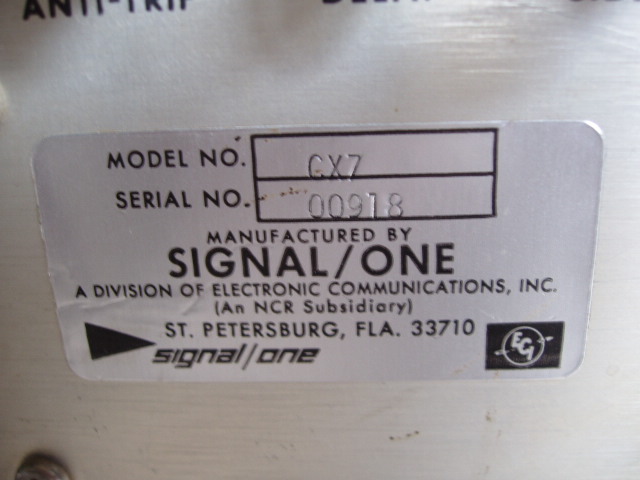 ANTI-TRIP
MODEL NO. CX7
SERIAL NO. 00918
MANUFACTURED BY
SIGNAL/ONE
A DIVISION OF ELECTRONIC COMMUNICATIONS, INC.
(An NCR Subsidiary)
ST. PETERSBURG, FLA. 33710
signal/one
ECI